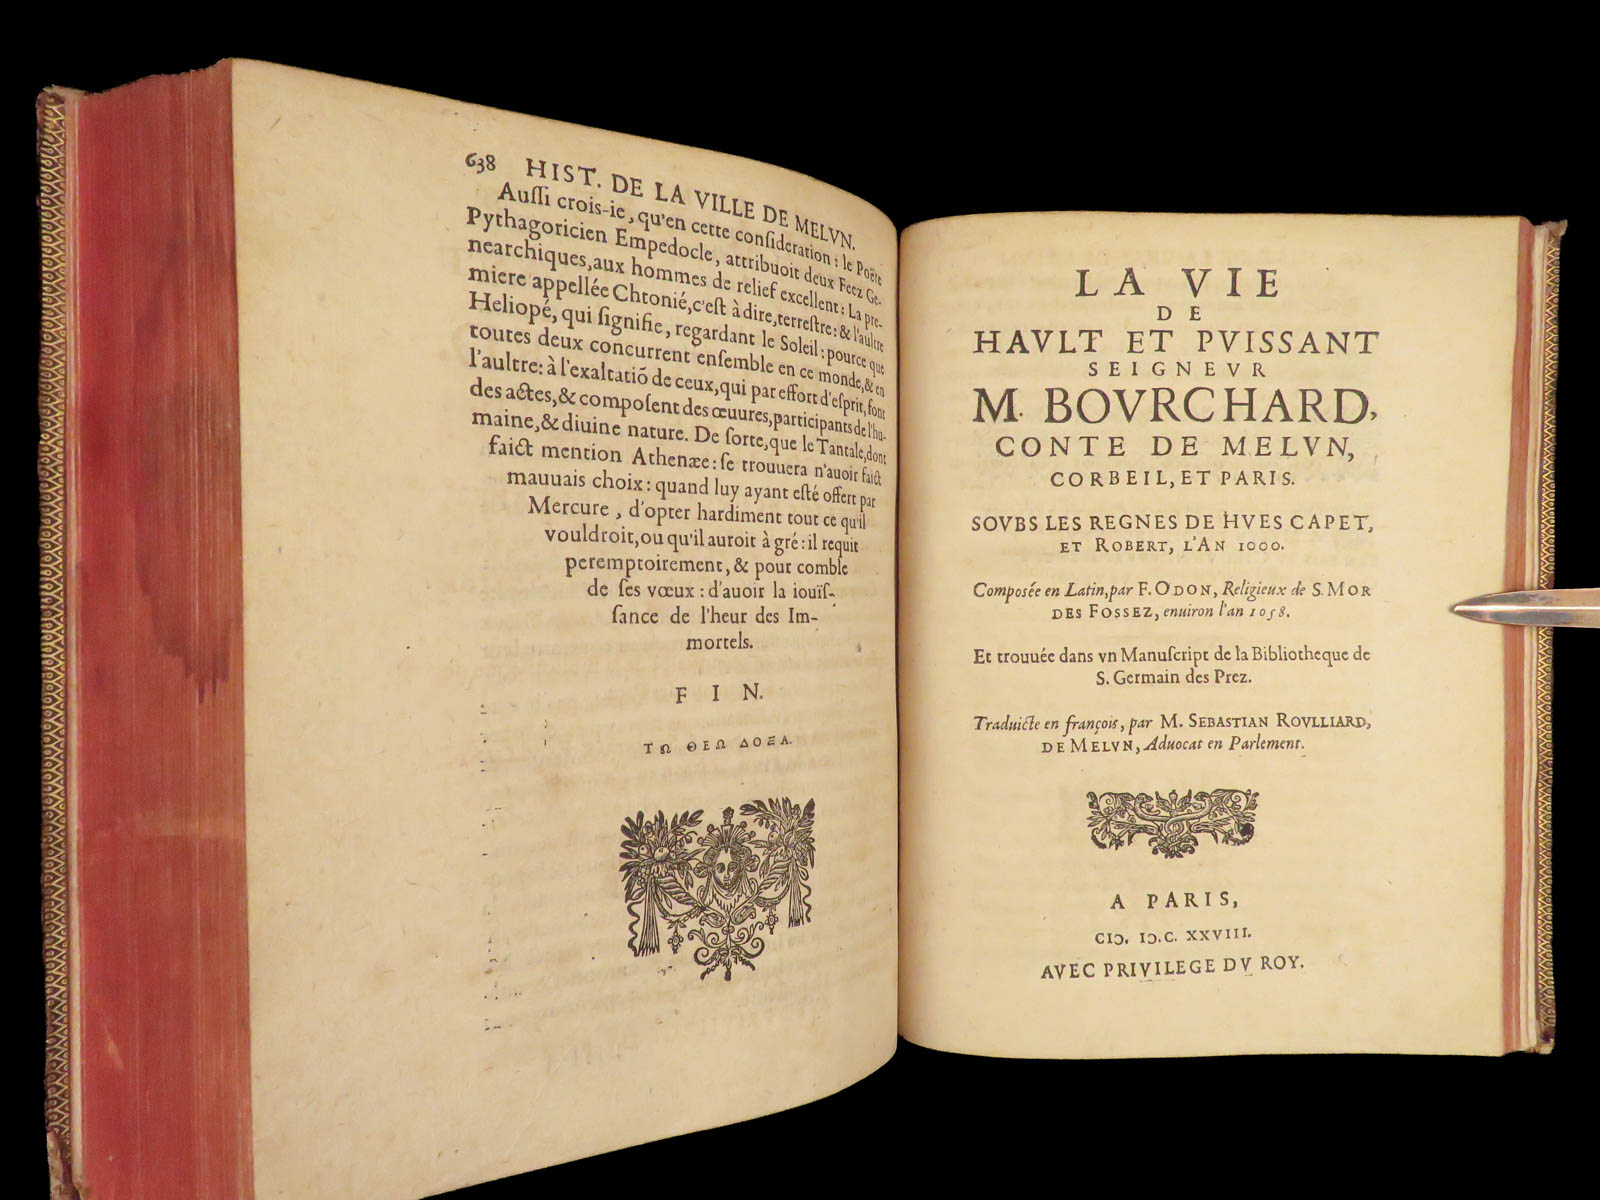 638 HIST. DE LA VILLE DE MELVN.
Auſſi crois-ie, qu'en cette conſideration : le Poëte
Pythagoricien Empedocle, attribuoit deux Feez Ge-
nearchiques, aux hommes de relief excellent : La pre-
miere appellée Chtonié, c'eſt à dire, terreſtre : & l'aultre
Heliopé, qui ſignifie, regardant le Soleil : pource que
toutes deux concurrent enſemble en ce monde, & en
l'aultre : à l'exaltatiõ de ceux, qui par effort d'eſprit, font
des actes, & compoſent des œuures, participants de l'hu-
maine, & diuine nature. De ſorte, que le Tantale, dont
faict mention Athenæe : ſe trouuera n'auoir faict
mauuais choix : quand luy ayant eſté offert par
Mercure , d'opter hardiment tout ce qu'il
vouldroit, ou qu'il auroit à gré : il requit
peremptoirement, & pour comble
de ſes vœux : d'auoir la iouïſ-
ſance de l'heur des Im-
mortels.
F I N.
ΤΩ ΘΕΩ ΔΟΞΑ.
LA VIE
DE
HAVLT ET PVISSANT
SEIGNEVR
M. BOVRCHARD,
CONTE DE MELVN,
CORBEIL, ET PARIS.
SOVBS LES REGNES DE HVES CAPET,
ET ROBERT, L'AN 1000.
Compoſée en Latin, par F. ODON, Religieux de S. MOR
DES FOSSEZ, enuiron l'an 1058.
Et trouuée dans vn Manuſcript de la Bibliotheque de
S. Germain des Prez.
Traduicte en françois, par M. SEBASTIAN ROVLLIARD,
DE MELVN, Aduocat en Parlement.
A PARIS,
CIↃ. IↃ.C. XXVIII.
AVEC PRIVILEGE DV ROY.